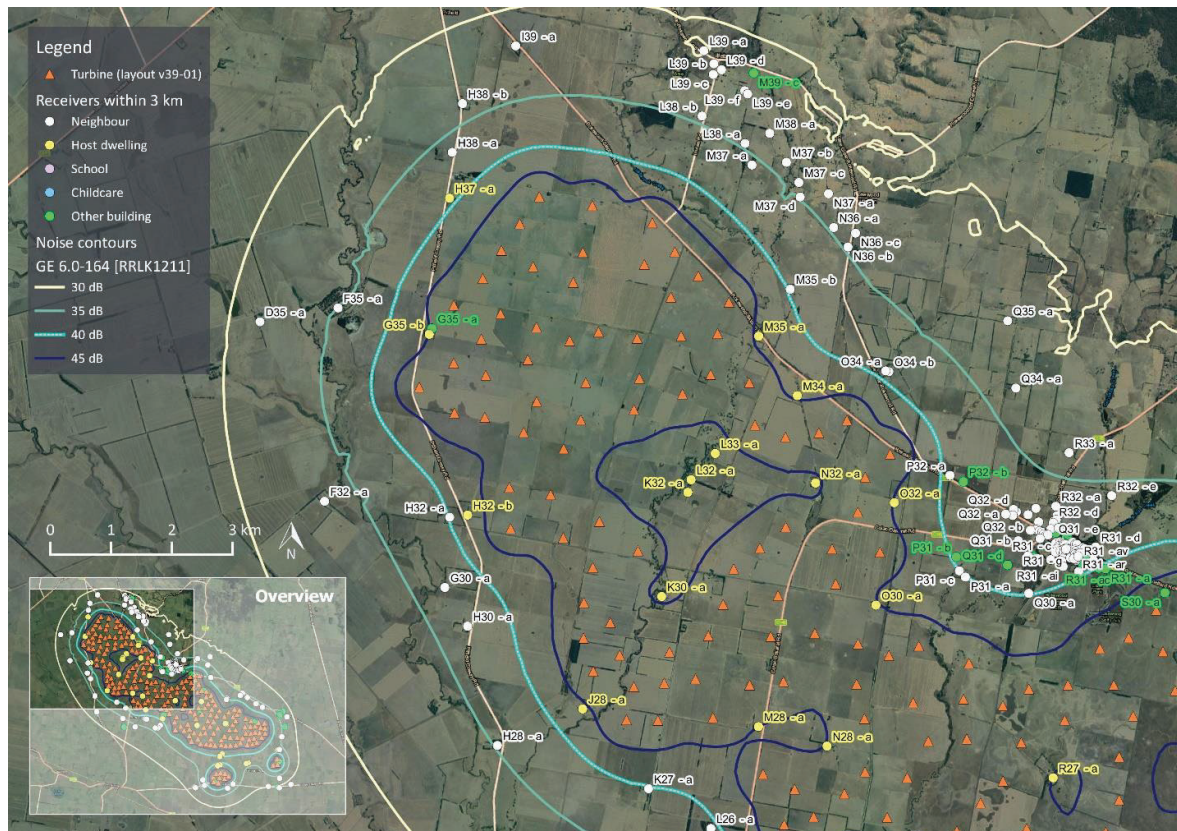 Legend
Turbine (layout v39-01)
Receivers within 3 km
Neighbour
Host dwelling
School
Childcare
Other building
Noise contours
GE 6.0-164 [RRLK1211]
30 dB
35 dB
40 dB
45 dB
I39 - a
L39 - a
L39 - b
L39 - d
L39 - c
M39 - c
H38 - b
L39 - f
L39 - e
L38 - b
M38 - a
L38 - a
H38 - a
M37 - a
M37 - b
M37 - c
H37 - a
M37 - d
N37 - a
N36 - a
N36 - c
N36 - b
M35 - b
F35 - a
D35 - a
G35 - a
G35 - b
M35 - a
Q35 - a
O34 - a
O34 - b
Q34 - a
M34 - a
R33 - a
L33 - a
P32 - a
P32 - b
L32 - a
K32 - a
N32 - a
R32 - e
F32 - a
O32 - a
Q32 - d
R32 - a
Q32 - a
R32 - d
H32 - a
H32 - b
Q32 - b
Q31 - e
Q31 - b
R31 - d
P31 - b
R31 - c
Q31 - d
R31 - av
R31 - g
R31 - ar
P31 - c
R31 - ai
R31 - ac
R31 - a
P31 - a
G30 - a
K30 - a
O30 - a
Q30 - a
S30 - a
H30 - a
0
1
2
3 km
N
Overview
J28 - a
M28 - a
H28 - a
N28 - a
K27 - a
R27 - a
L26 - a